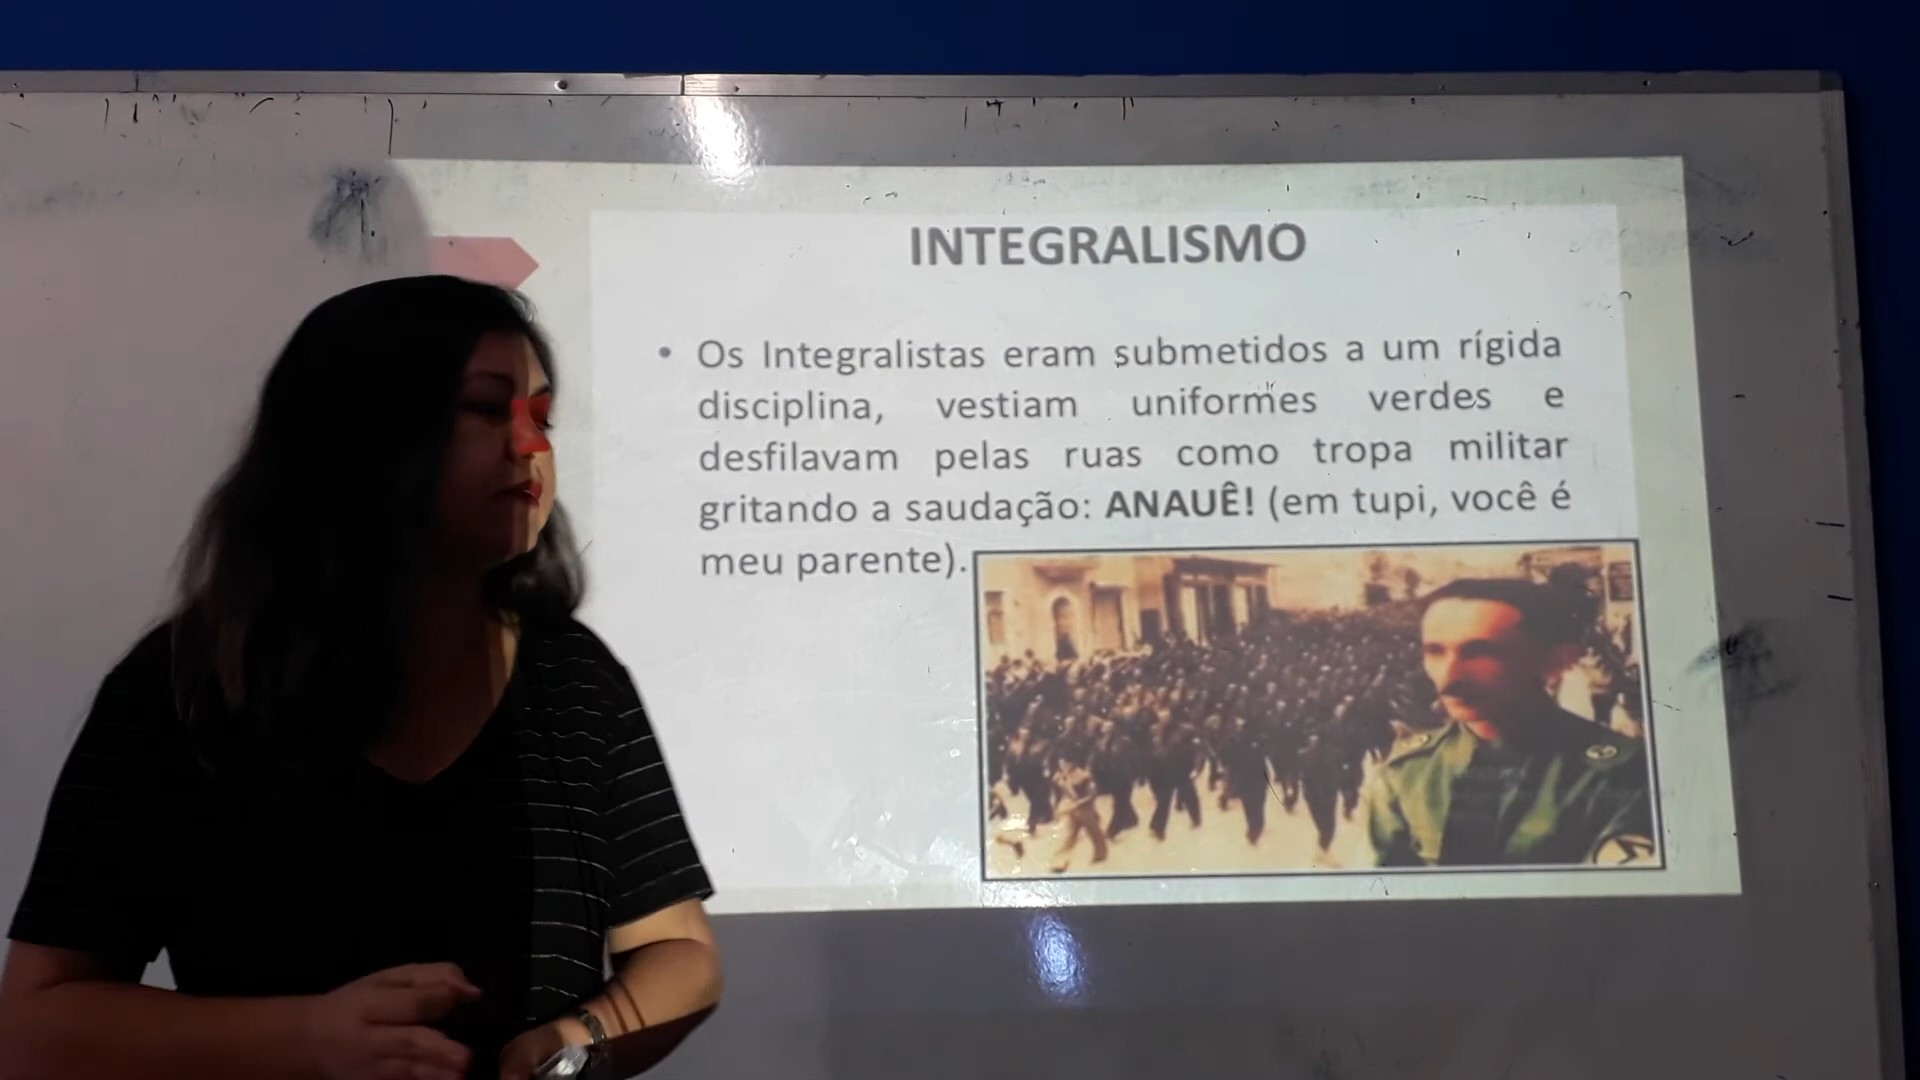 INTEGRALISMO
• Os Integralistas eram submetidos a um rígida
disciplina, vestiam uniformes verdes e
desfilavam pelas ruas como tropa militar
gritando a saudação: ANAUÊ! (em tupi, você é
meu parente).